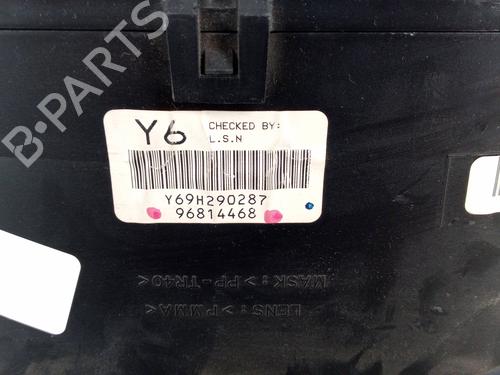 B-PARTS
Y6 CHECKED BY:
L.S.N
Y69H290287
96814468
MASK: >PP-TR40<
LENS: >PMMA<